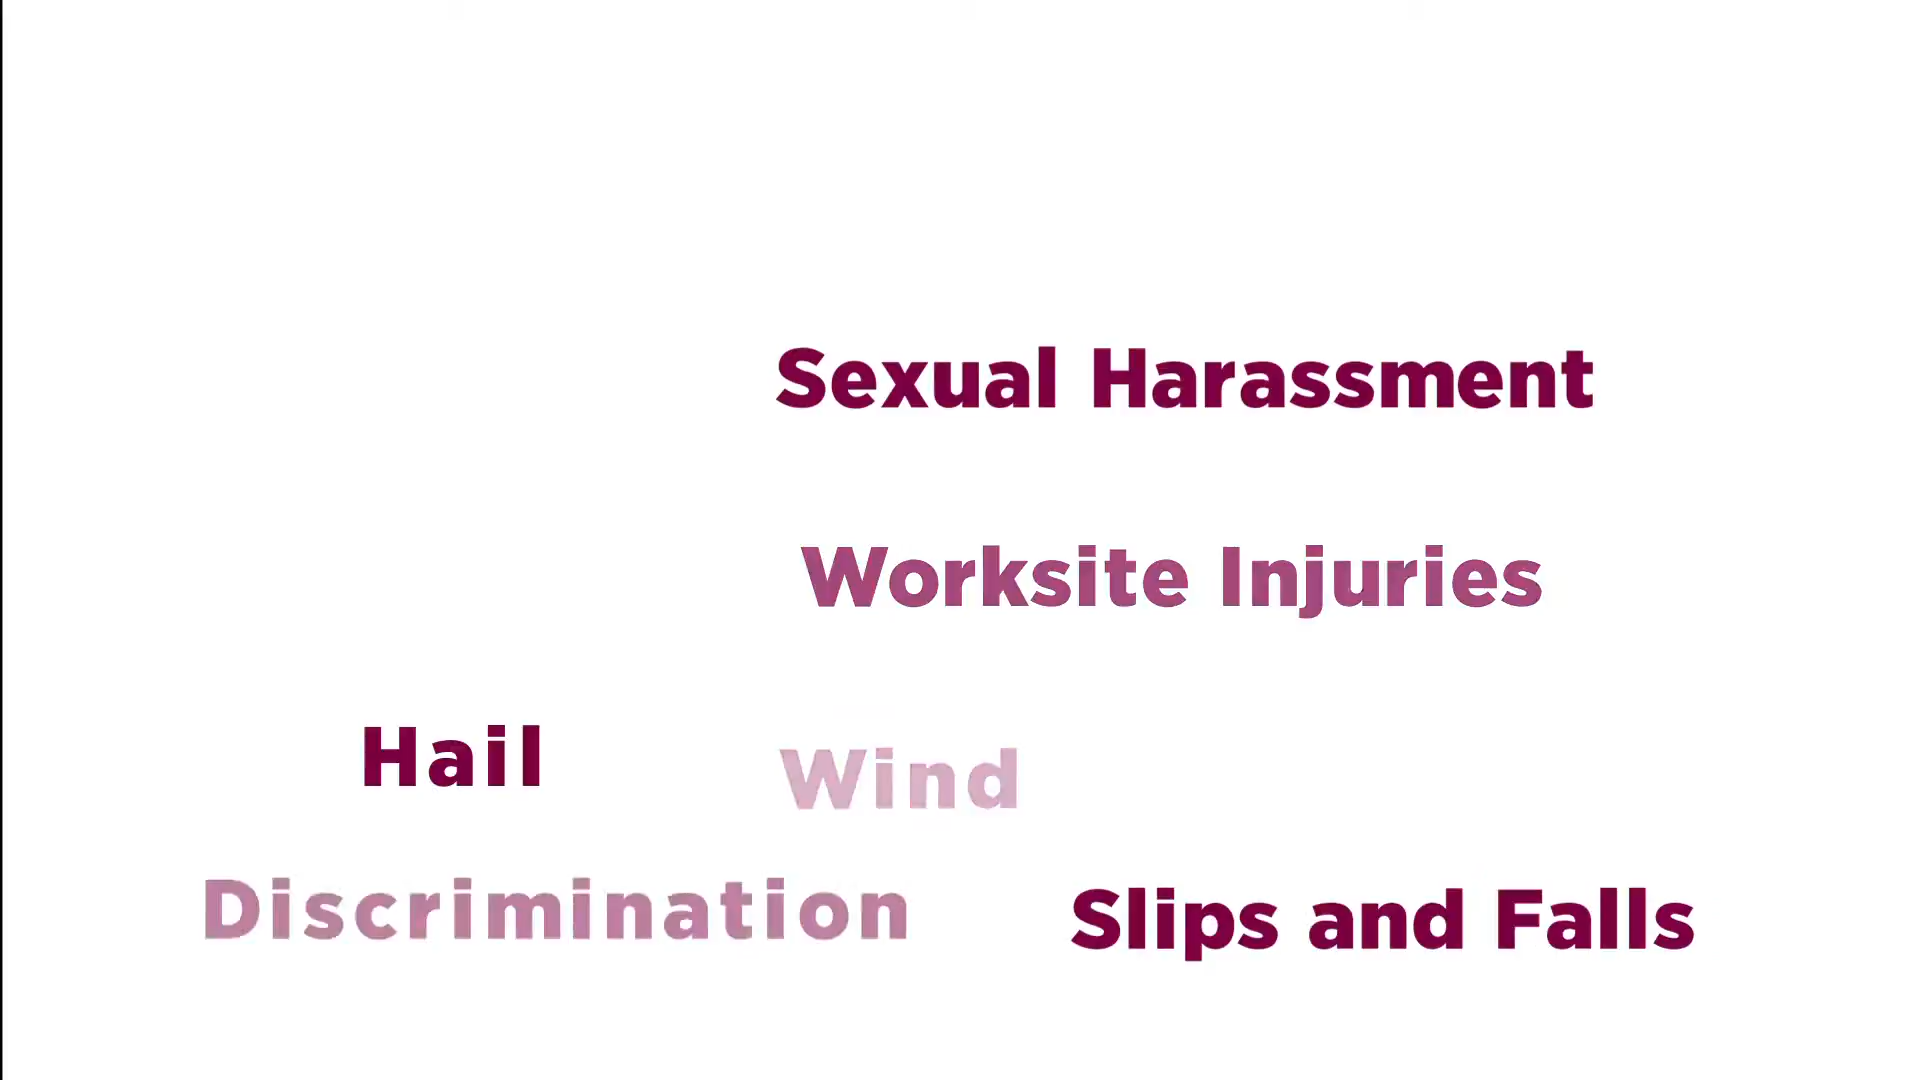 Sexual Harassment
Worksite Injuries
Hail
Wind
Discrimination
Slips and Falls